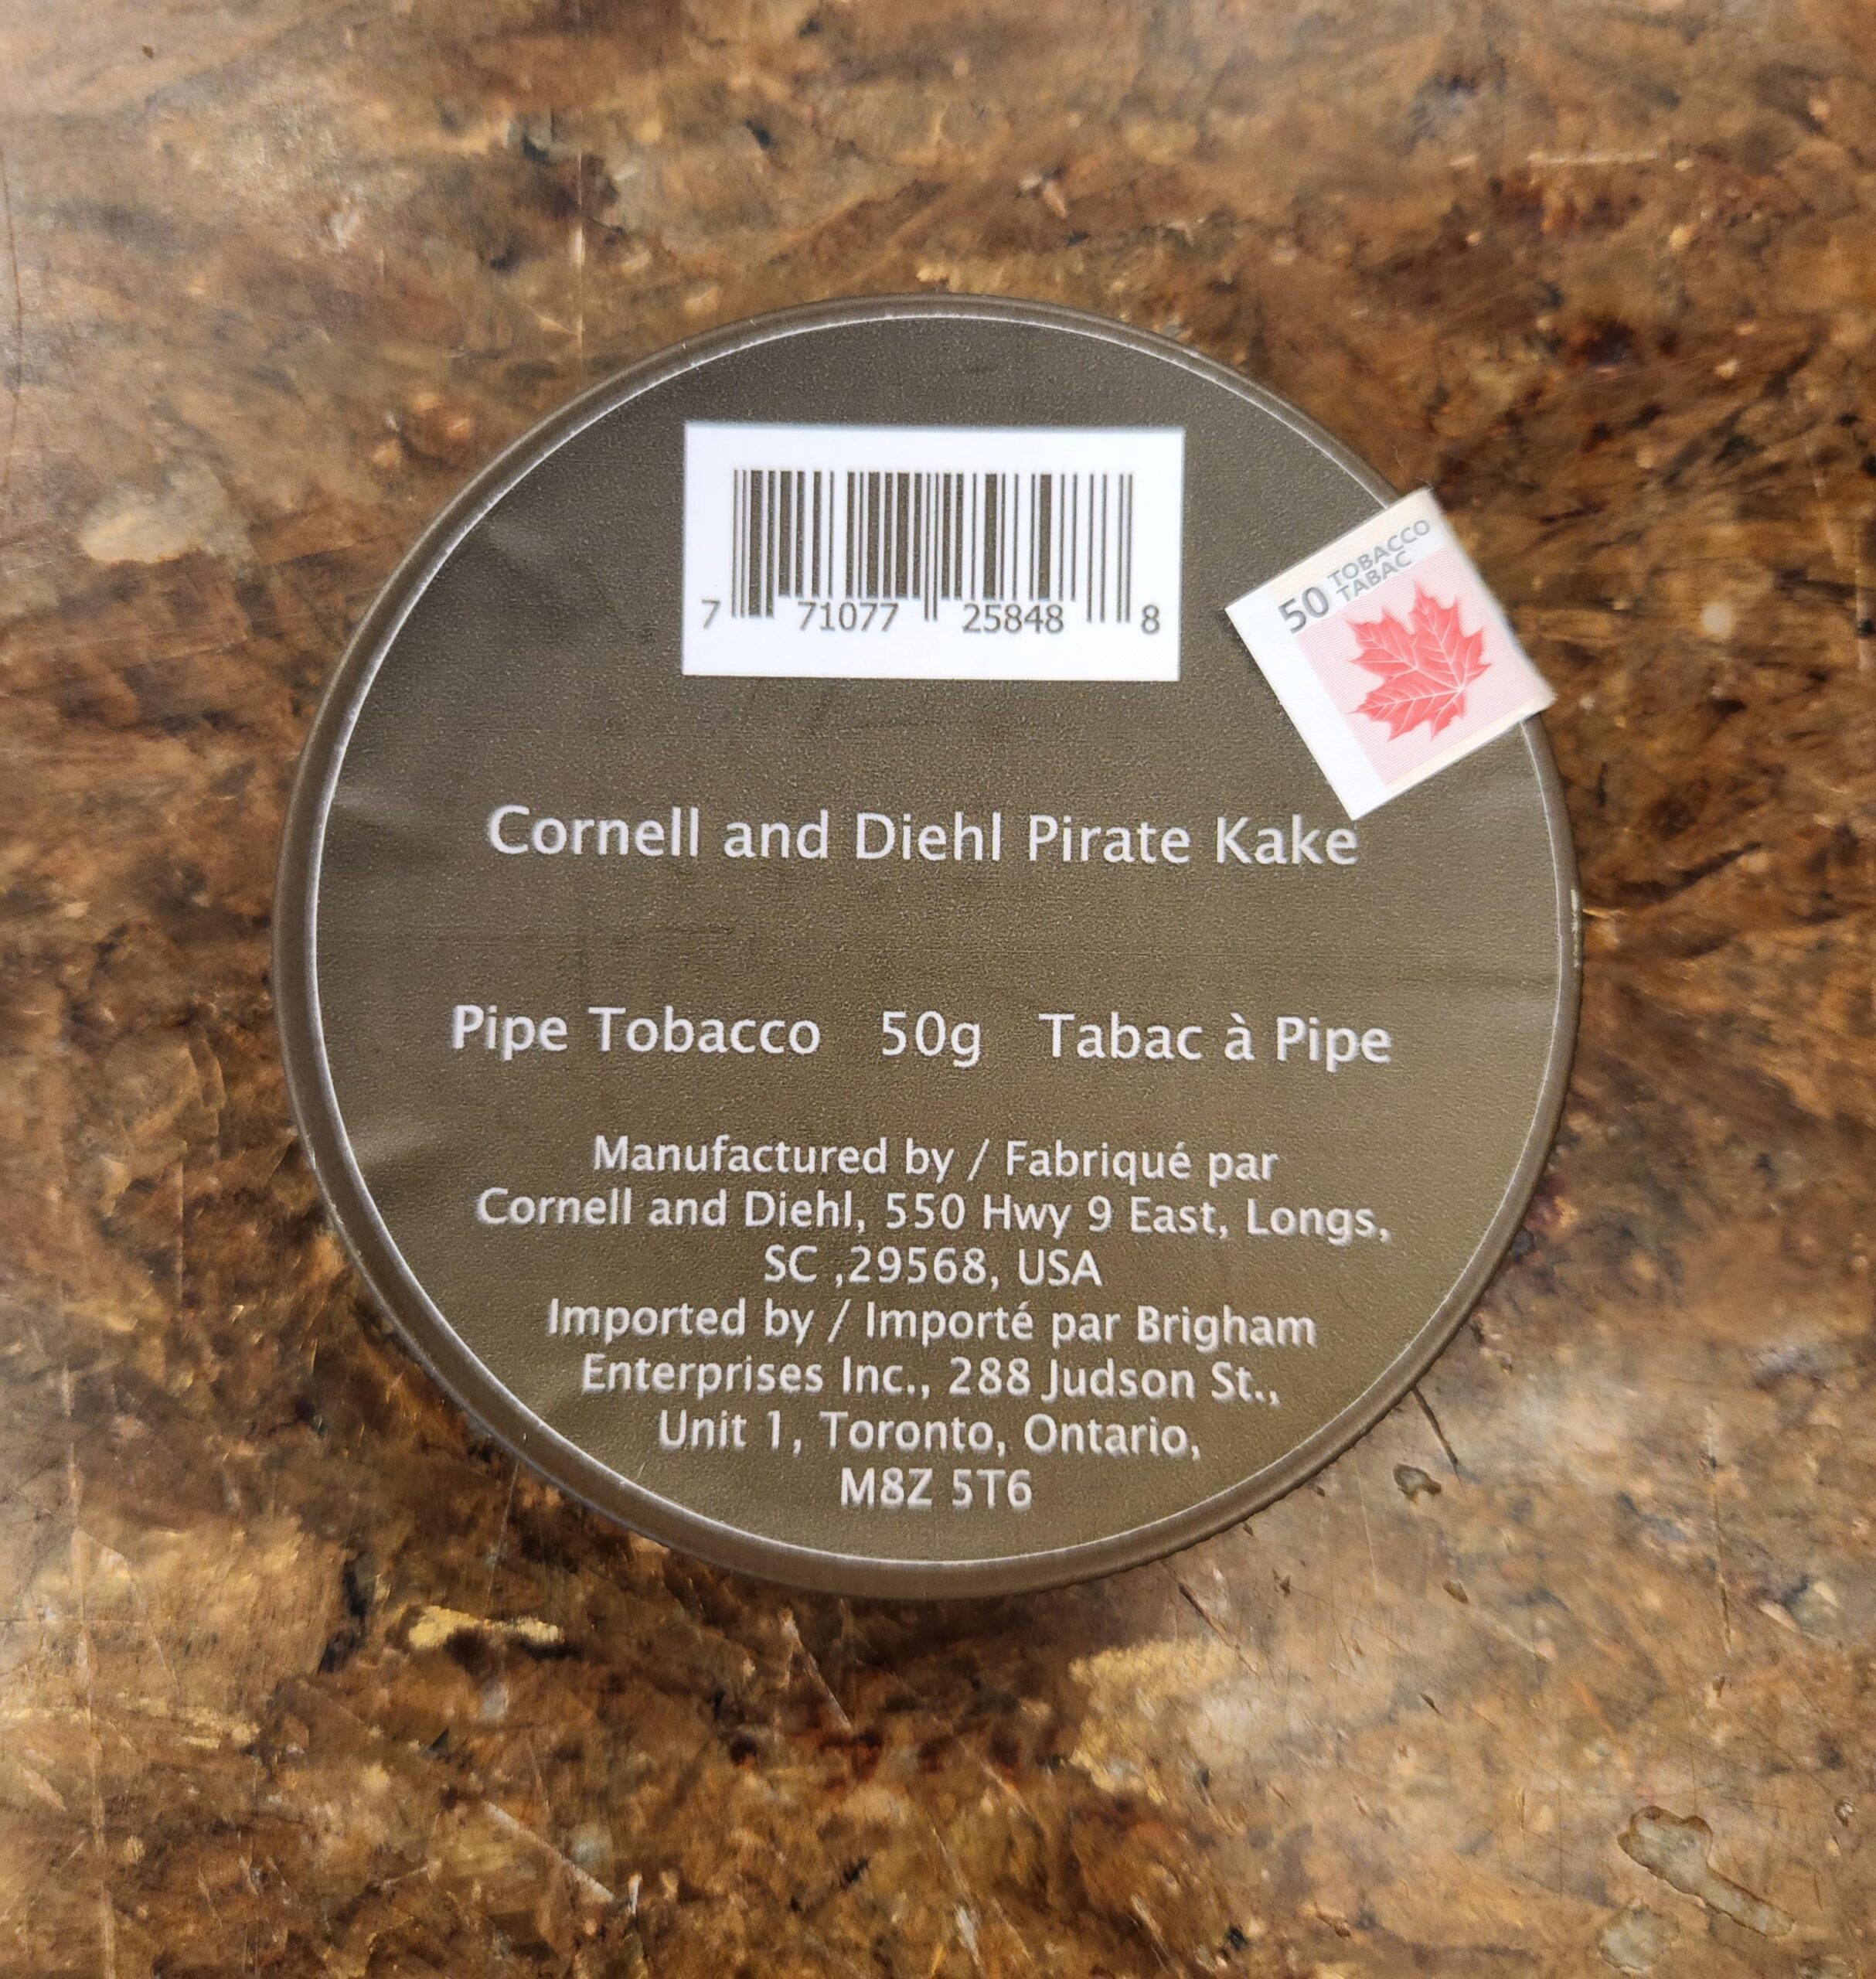 7 71077 25848 8
50 TOBACCO
TABAC
Cornell and Diehl Pirate Kake
Pipe Tobacco 50g Tabac à Pipe
Manufactured by / Fabriqué par
Cornell and Diehl, 550 Hwy 9 East, Longs,
SC ,29568, USA
Imported by / Importé par Brigham
Enterprises Inc., 288 Judson St.,
Unit 1, Toronto, Ontario,
M8Z 5T6